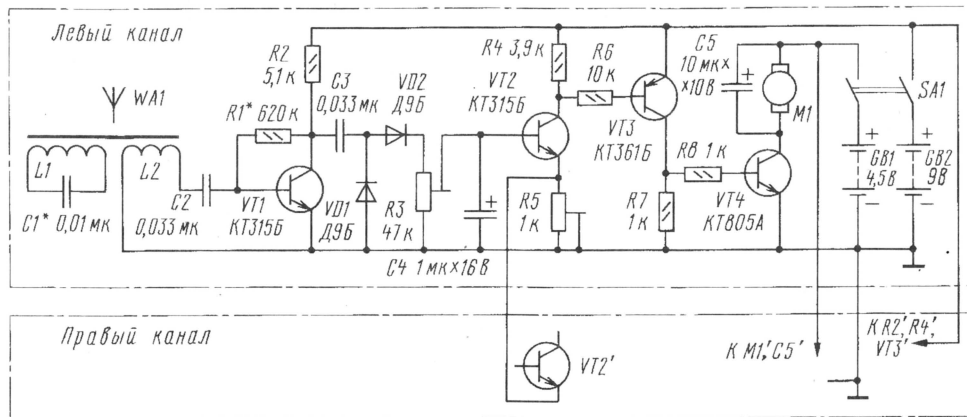 Левый канал
WA1
L1
L2
C1* 0,01 мк
C2
0,033 мк
R1* 620 к
R2
5,1 к
C3
0,033 мк
VT1
КТ315Б
VD1
Д9Б
VD2
Д9Б
R3
47 к
C4 1 мк×16 В
R4 3,9 к
VT2
КТ315Б
R5
1 к
R6
10 к
VT3
КТ361Б
R7
1 к
R8 1 к
C5
10 мк×
×10 В
M1
VT4
КТ805А
SA1
+
GB1
4,5 В
−
+
GB2
9 В
−
Правый канал
VT2′
К M1′, C5′
К R2′, R4′,
VT3′